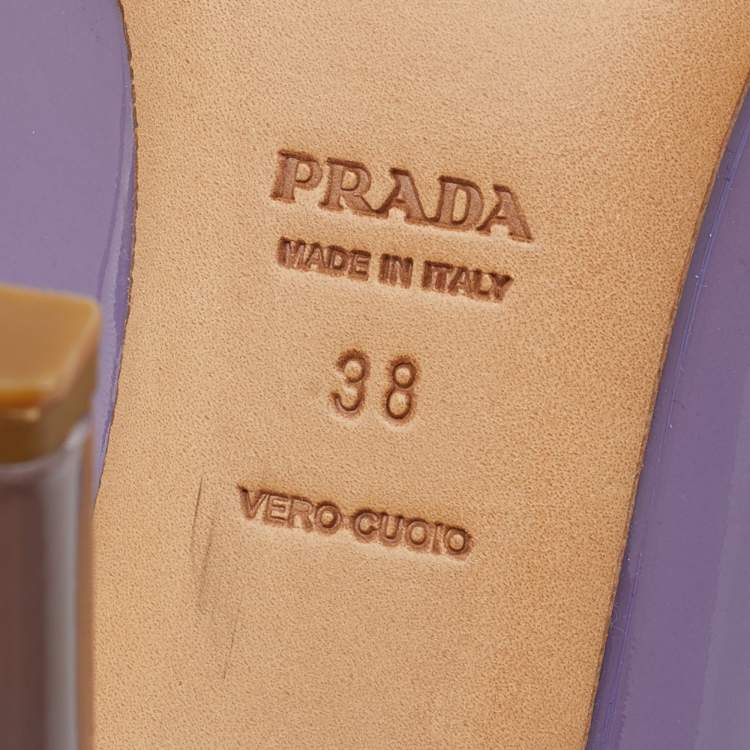 PRADA
MADE IN ITALY
38
VERO CUOIO